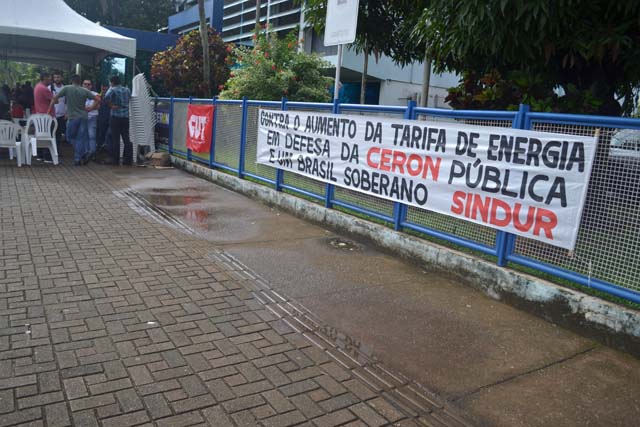 CUT
CONTRA O AUMENTO DA TARIFA DE ENERGIA
EM DEFESA DA CERON PÚBLICA
E UM BRASIL SOBERANO SINDUR